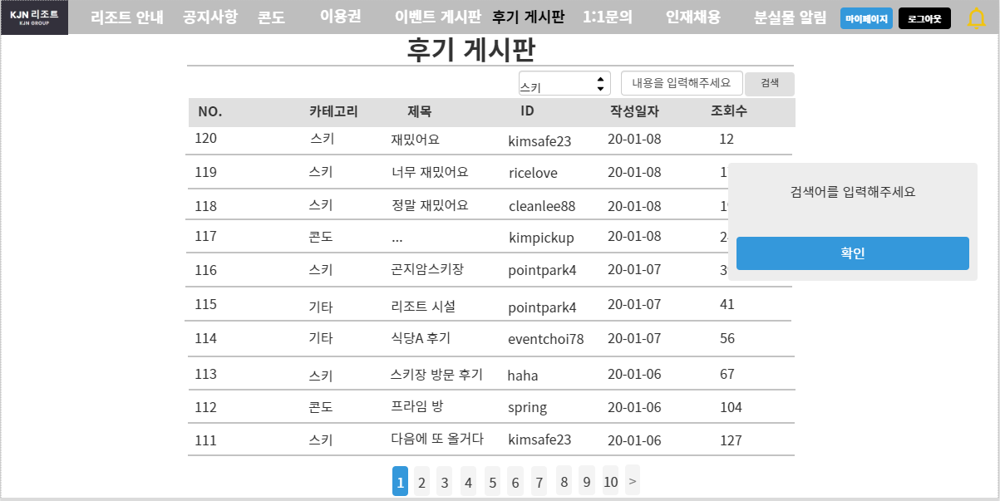 KJN 리조트
KJN GROUP
리조트 안내 공지사항 콘도 이용권 이벤트 게시판 후기 게시판 1:1문의 인재채용 분실물 알림 마이페이지 로그아웃
후기 게시판
스키 내용을 입력해주세요 검색
NO. 카테고리 제목 ID 작성일자 조회수
120 스키 재밌어요 kimsafe23 20-01-08 12
119 스키 너무 재밌어요 ricelove 20-01-08
118 스키 정말 재밌어요 cleanlee88 20-01-08
117 콘도 ... kimpickup 20-01-08
116 스키 곤지암스키장 pointpark4 20-01-07
검색어를 입력해주세요
확인
115 기타 리조트 시설 pointpark4 20-01-07 41
114 기타 식당A 후기 eventchoi78 20-01-07 56
113 스키 스키장 방문 후기 haha 20-01-06 67
112 콘도 프라임 방 spring 20-01-06 104
111 스키 다음에 또 올거다 kimsafe23 20-01-06 127
1 2 3 4 5 6 7 8 9 10 >